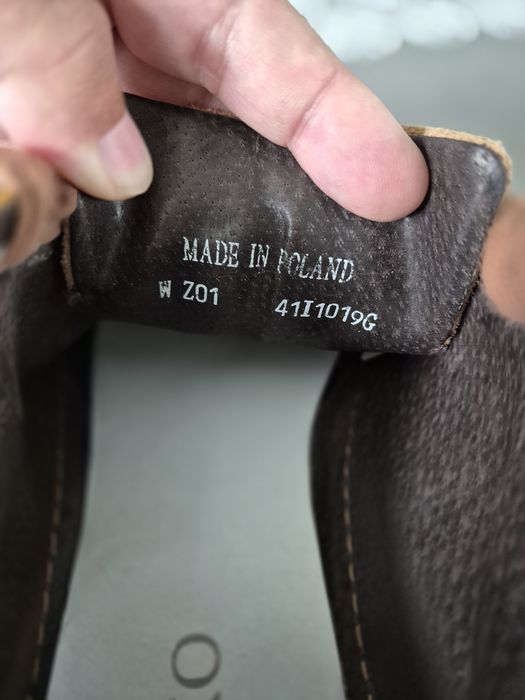 MADE IN POLAND
W Z01 41I1019G